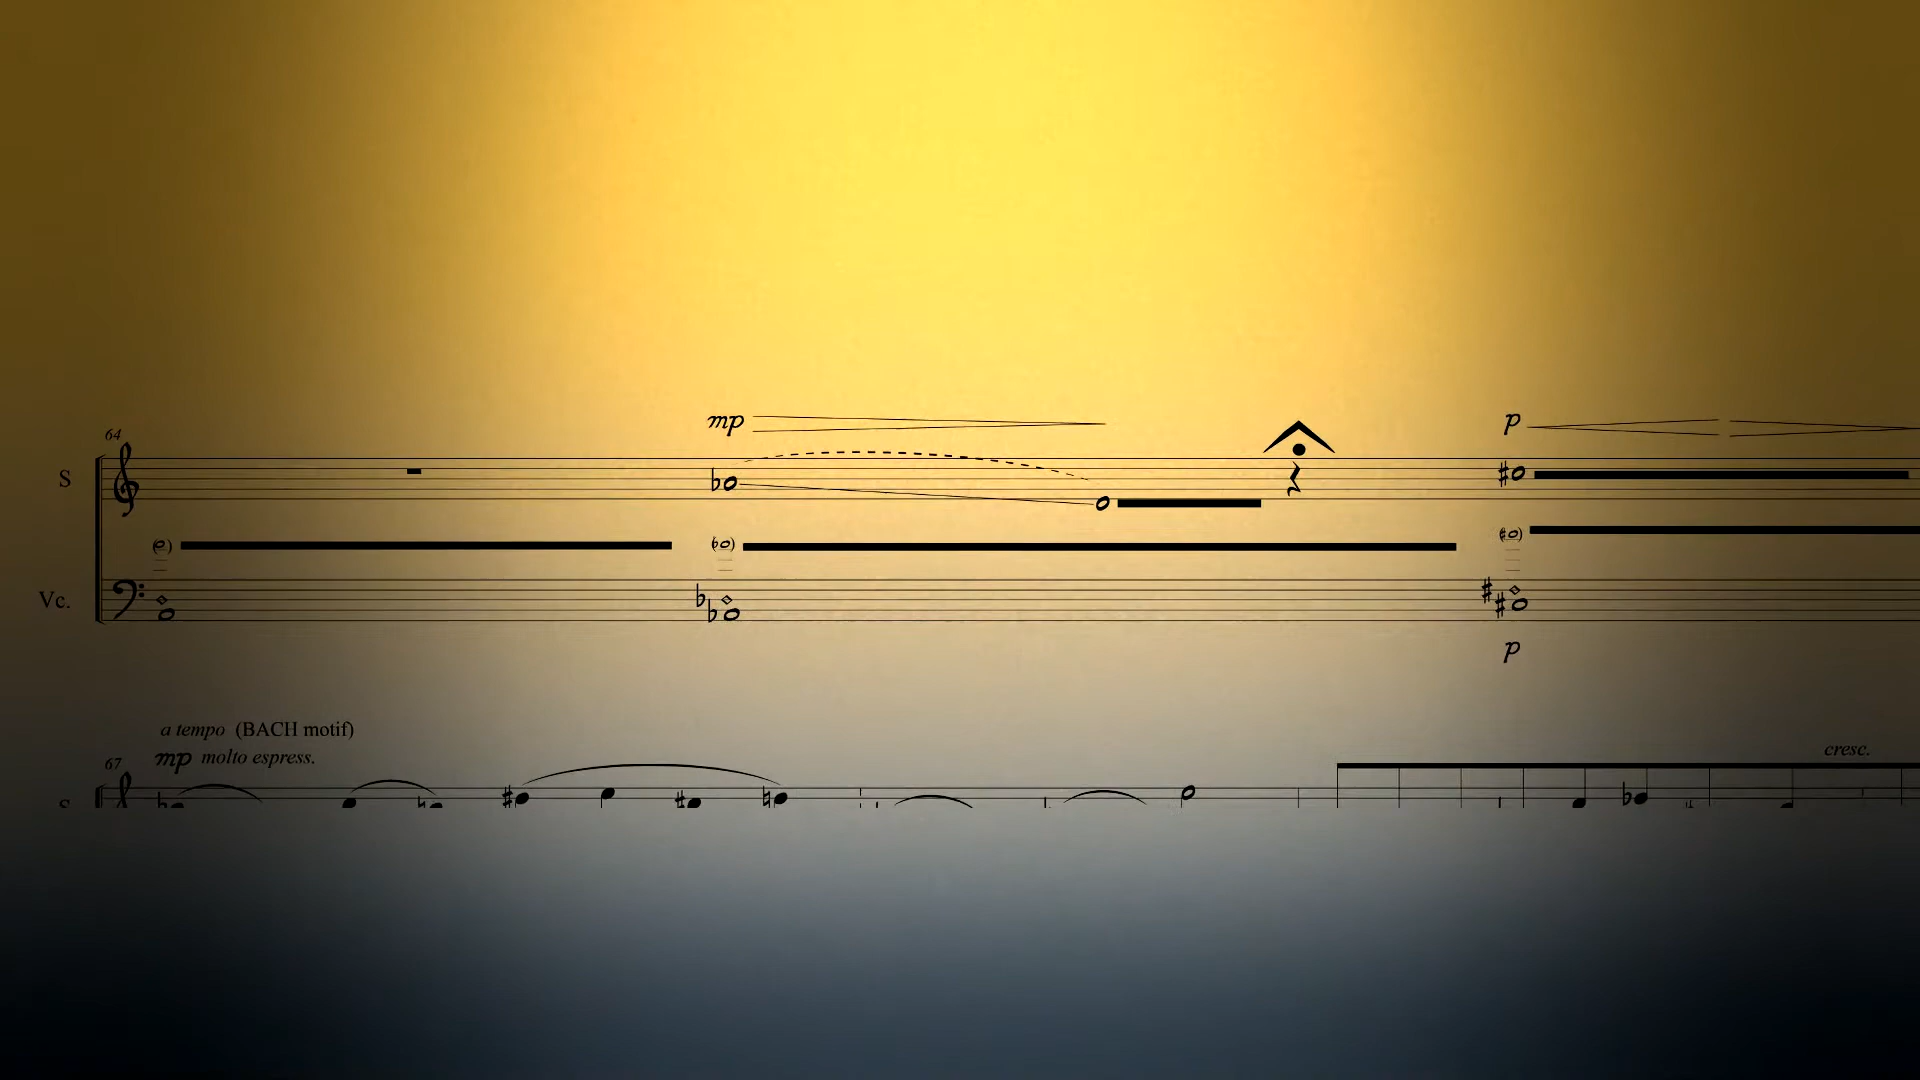 mp
p
64
S
Vc.
p
a tempo (BACH motif)
mp molto espress.
cresc.
67